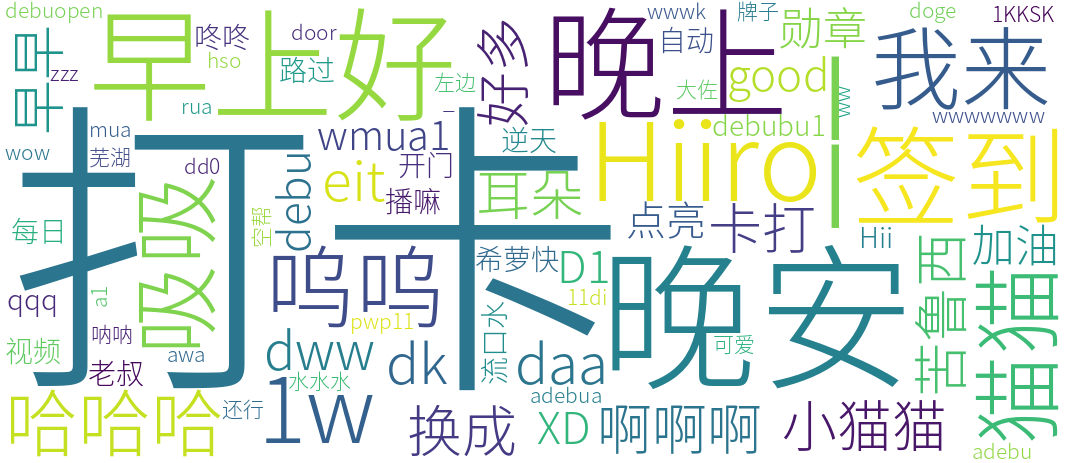 debuopen
早早
早上好
咚咚
door
zzz
hso
路过
rua
左边
好多
晚上
wwwk
牌子
自动
勋章
good
大佐
debubu1
ww
doge
1KKSK
我来
wwwwwww
签到
打卡
mua
wow
芜湖
dd0
吸吸
wmua1
debu
eit
开门
播嘛
逆天
耳朵
Hiiro
点亮
卡打
Hii
加油
每日
空帮
qqq
a1
呜呜
希萝快
D1
11di
晚安
西
苦鲁
猫猫
视频
呐呐
老叔
awa
pwp11
dww
水水水
dk
流口水
daa
可爱
adebua
哈哈哈
还行
1w
换成
XD
啊啊啊
小猫猫
adebu